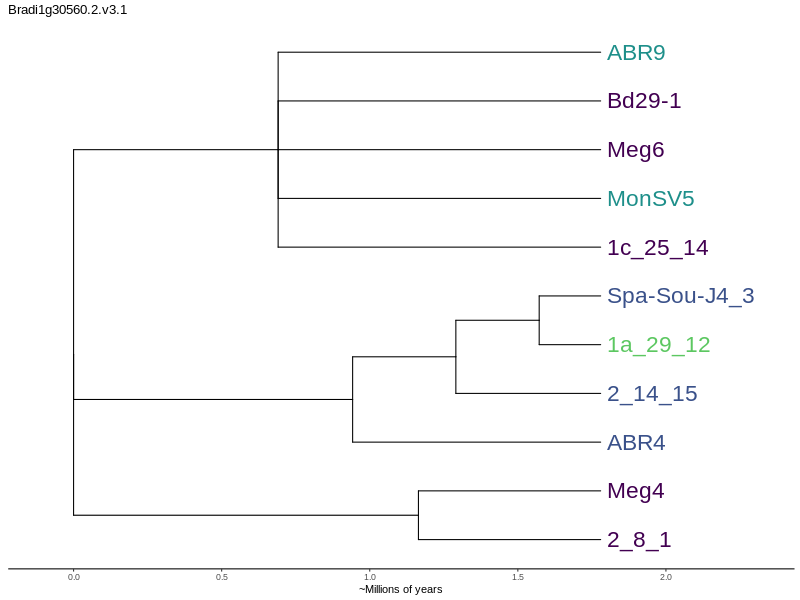 Bradi1g30560.2.v3.1
ABR9
Bd29-1
Meg6
MonSV5
1c_25_14
Spa-Sou-J4_3
1a_29_12
2_14_15
ABR4
Meg4
2_8_1
0.0 0.5 1.0 1.5 2.0
~Millions of years